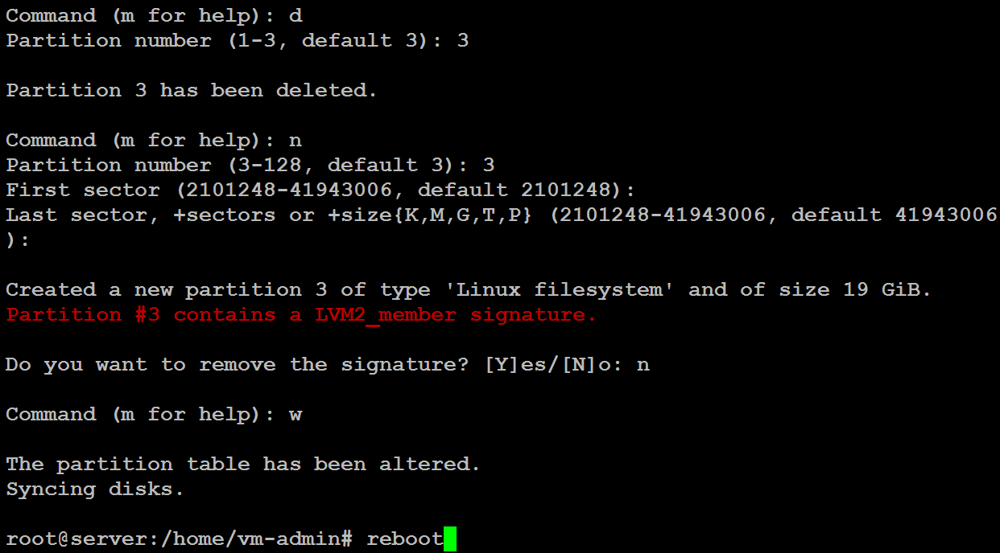 Command (m for help): d
Partition number (1-3, default 3): 3
Partition 3 has been deleted.
Command (m for help): n
Partition number (3-128, default 3): 3
First sector (2101248-41943006, default 2101248):
Last sector, +sectors or +size{K,M,G,T,P} (2101248-41943006, default 41943006
):
Created a new partition 3 of type 'Linux filesystem' and of size 19 GiB.
Partition #3 contains a LVM2_member signature.
Do you want to remove the signature? [Y]es/[N]o: n
Command (m for help): w
The partition table has been altered.
Syncing disks.
root@server:/home/vm-admin# reboot